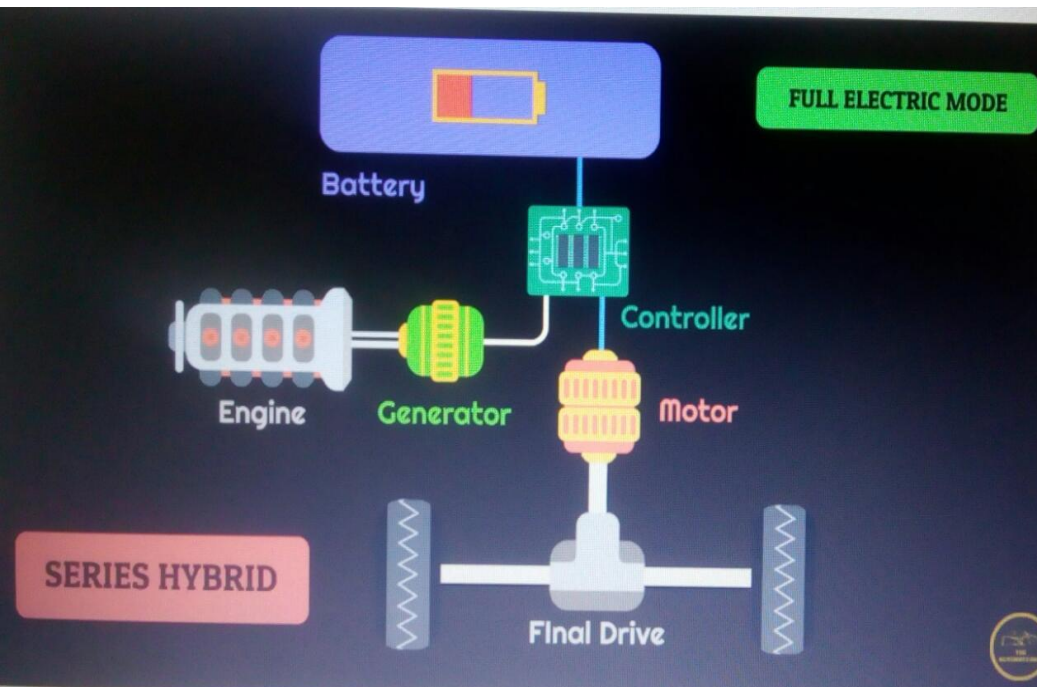 FULL ELECTRIC MODE
Battery
Controller
Engine
Generator
Motor
SERIES HYBRID
FInal Drive